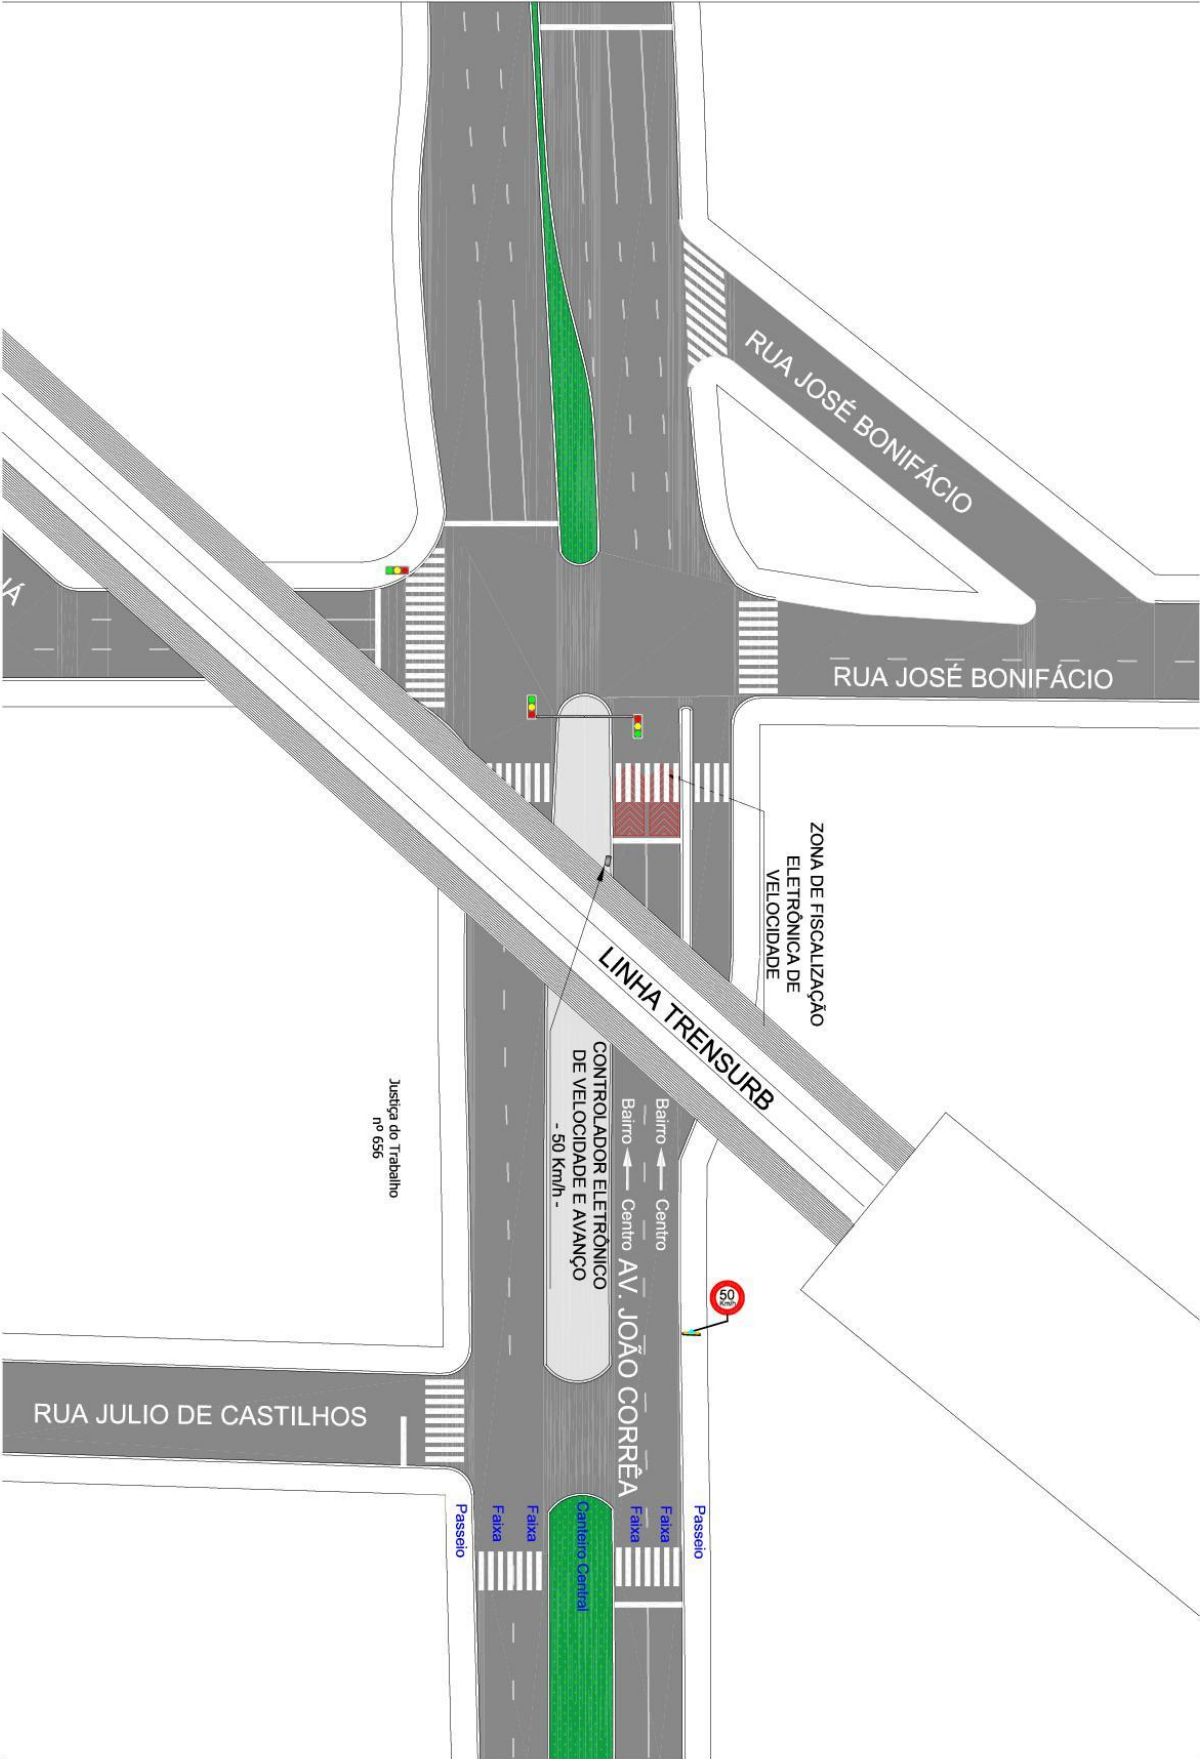 RUA JOSÉ BONIFÁCIO
RUA JOSÉ BONIFÁCIO
ZONA DE FISCALIZAÇÃO
ELETRÔNICA DE
VELOCIDADE
LINHA TRENSURB
CONTROLADOR ELETRÔNICO
DE VELOCIDADE E AVANÇO
- 50 Km/h -
Bairro Centro
Bairro Centro
AV. JOÃO CORRÊA
Justiça do Trabalho
nº 656
50
Km/h
RUA JULIO DE CASTILHOS
Passeio
Faixa
Faixa
Canteiro Central
Faixa
Faixa
Passeio